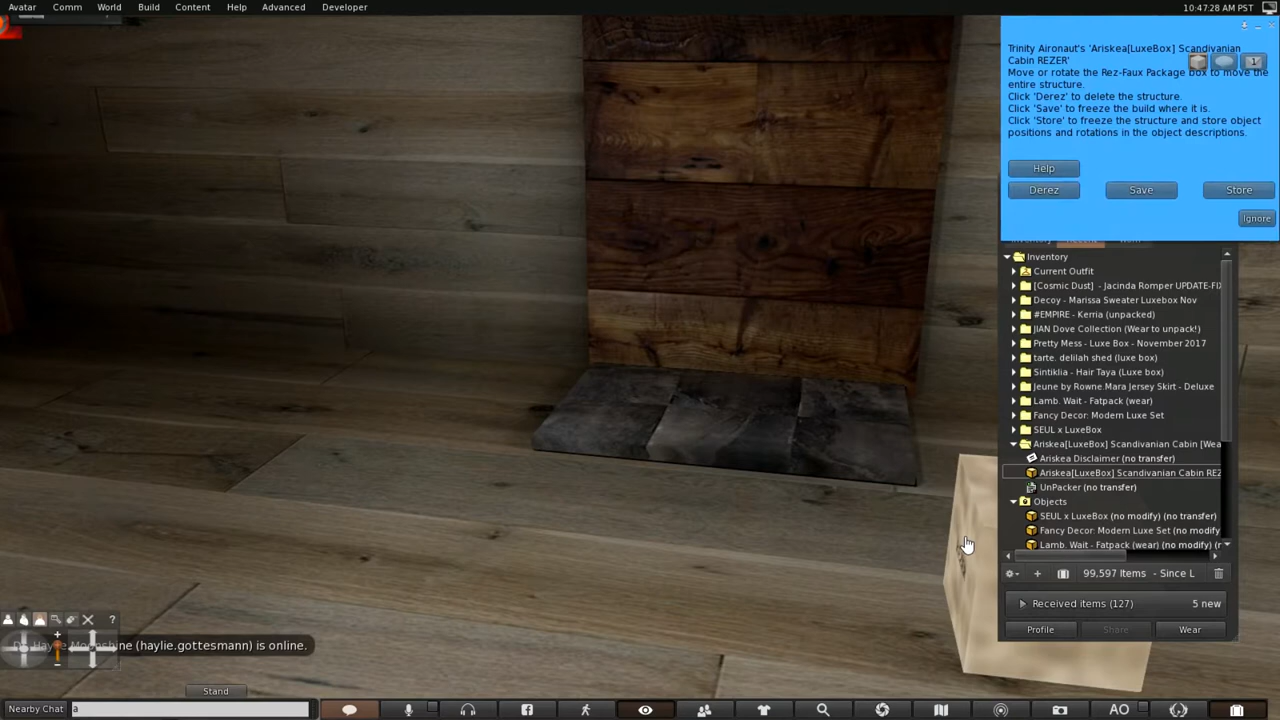 Avatar Comm World Build Content Help Advanced Developer 10:47:28 AM PST
Trinity Aironaut's 'Ariskea[LuxeBox] Scandivanian
Cabin REZER'
Move or rotate the Rez-Faux Package box to move the
entire structure.
Click 'Derez' to delete the structure.
Click 'Save' to freeze the build where it is.
Click 'Store' to freeze the structure and store object
positions and rotations in the object descriptions.
1
Help
Derez Save Store
Ignore
Inventory
Current Outfit
[Cosmic Dust] - Jacinda Romper UPDATE-FI
Decoy - Marissa Sweater Luxebox Nov
#EMPIRE - Kerria (unpacked)
JIAN Dove Collection (Wear to unpack!)
Pretty Mess - Luxe Box - November 2017
tarte. delilah shed (luxe box)
Sintiklia - Hair Taya (Luxe box)
Jeune by Rowne.Mara Jersey Skirt - Deluxe
Lamb. Wait - Fatpack (wear)
Fancy Decor: Modern Luxe Set
SEUL x LuxeBox
Ariskea[LuxeBox] Scandivanian Cabin [Wea
Ariskea Disclaimer (no transfer)
Ariskea[LuxeBox] Scandivanian Cabin REZ
UnPacker (no transfer)
Objects
SEUL x LuxeBox (no modify) (no transfer)
Fancy Decor: Modern Luxe Set (no modify
Lamb. Wait - Fatpack (wear) (no modify) (r
99,597 Items - Since L
Received items (127) 5 new
Profile Share Wear
?
(haylie.gottesmann) is online.
Stand
Nearby Chat a
AO